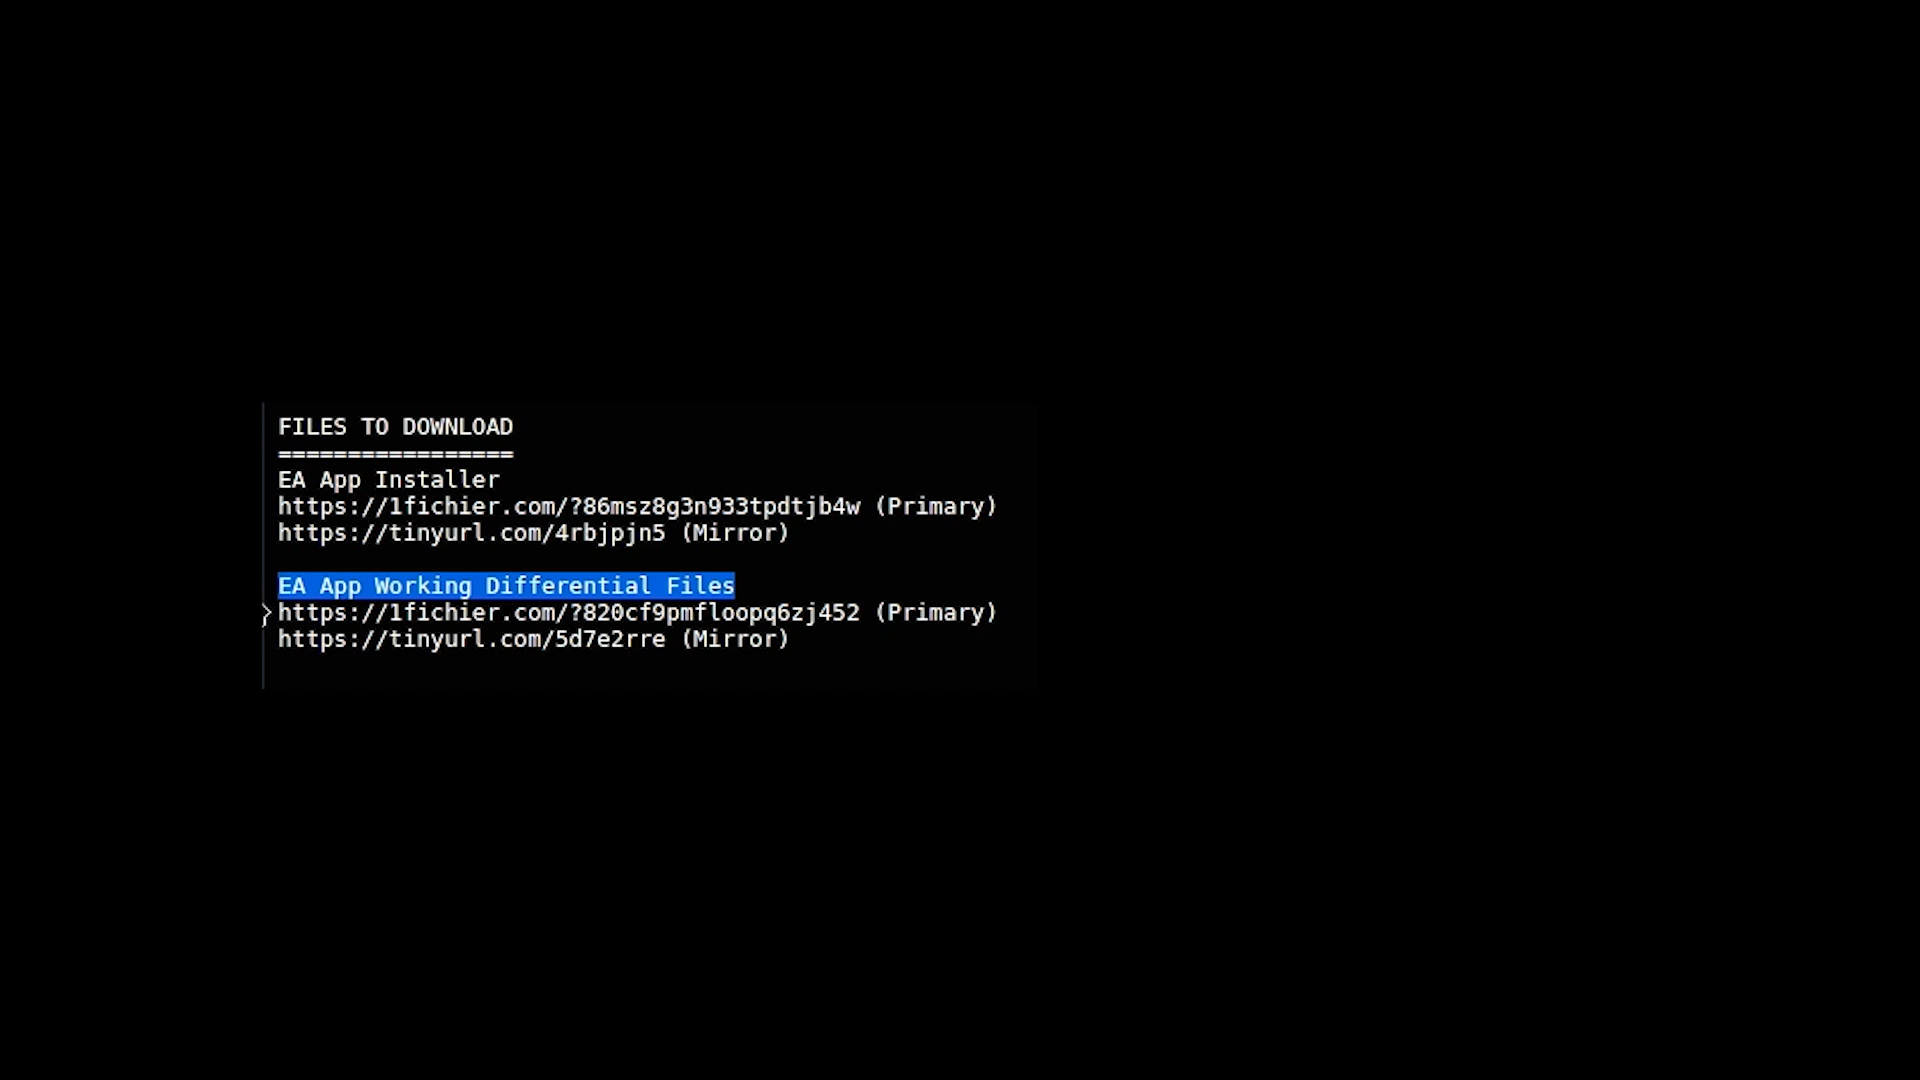 FILES TO DOWNLOAD
=================
EA App Installer
https://1fichier.com/?86msz8g3n933tpdtjb4w (Primary)
https://tinyurl.com/4rbjpjn5 (Mirror)
EA App Working Differential Files
https://1fichier.com/?820cf9pmfloopq6zj452 (Primary)
https://tinyurl.com/5d7e2rre (Mirror)